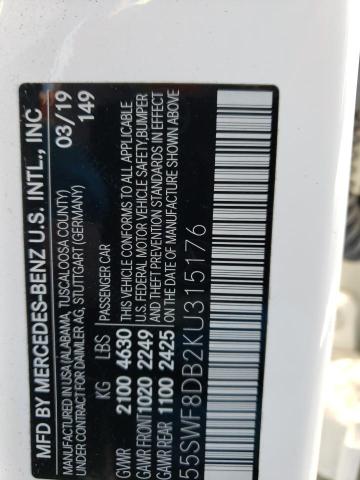 MFD BY MERCEDES-BENZ U.S. INTL., INC
MANUFACTURED IN USA (ALABAMA, TUSCALOOSA COUNTY) 03/19
UNDER CONTRACT FOR DAIMLER AG, STUTTGART (GERMANY) 149
KG LBS PASSENGER CAR
GVWR 2100 4630 THIS VEHICLE CONFORMS TO ALL APPLICABLE
GAWR FRONT 1020 2249 U.S. FEDERAL MOTOR VEHICLE SAFETY, BUMPER
GAWR REAR 1100 2425 AND THEFT PREVENTION STANDARDS IN EFFECT
ON THE DATE OF MANUFACTURE SHOWN ABOVE
55SWF8DB2KU315176